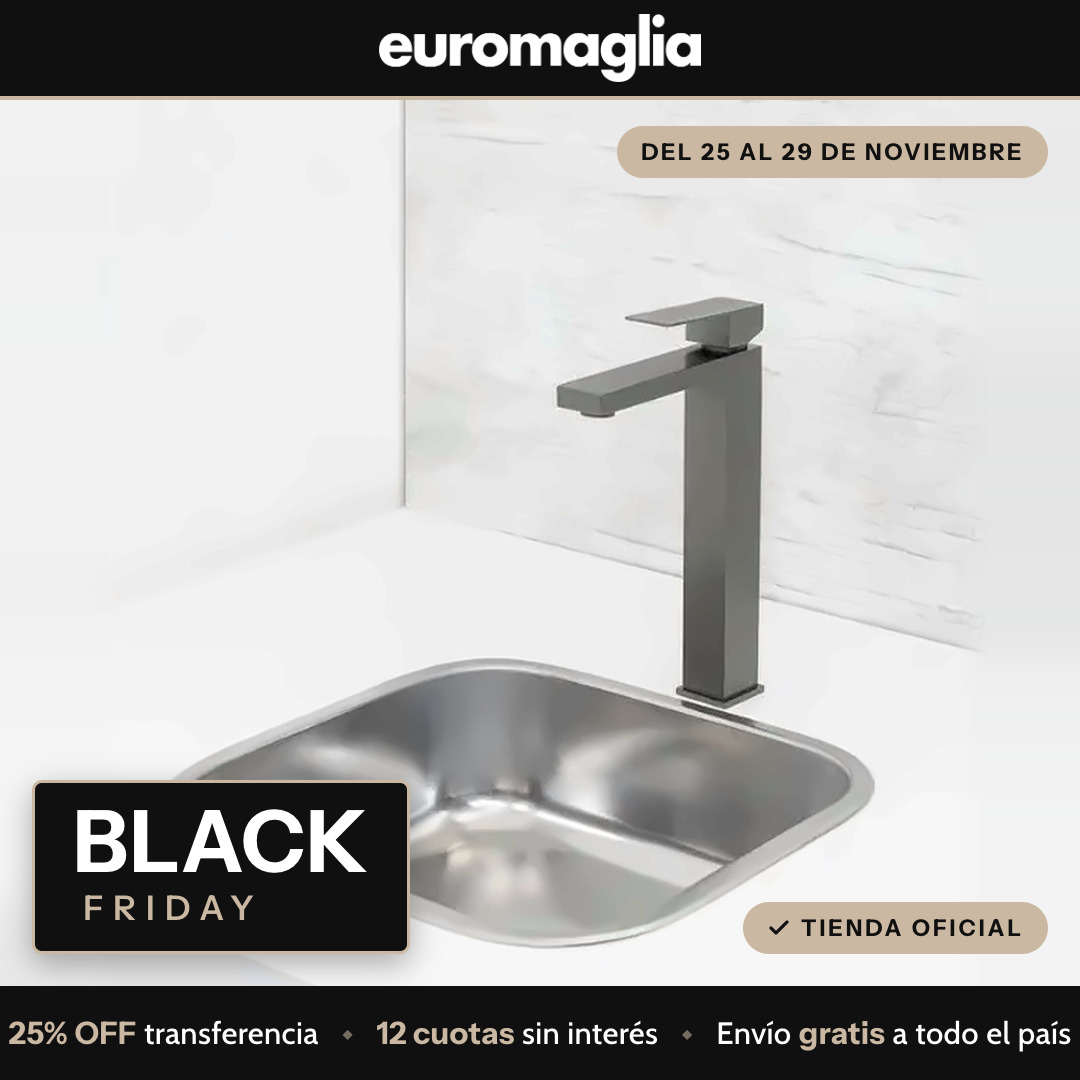 euromaglia
DEL 25 AL 29 DE NOVIEMBRE
BLACK
FRIDAY
✓ TIENDA OFICIAL
25% OFF transferencia ◆ 12 cuotas sin interés ◆ Envío gratis a todo el país